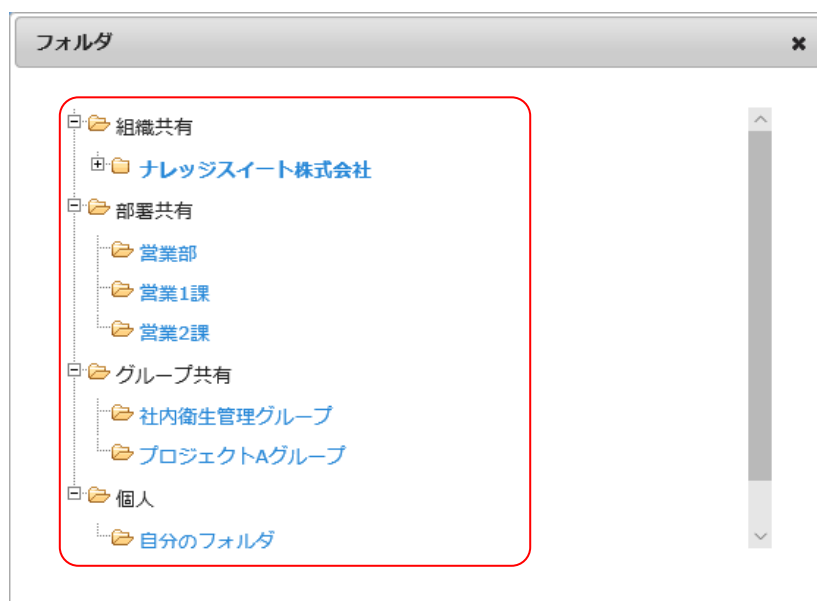 フォルダ
組織共有
ナレッジスイート株式会社
部署共有
営業部
営業1課
営業2課
グループ共有
社内衛生管理グループ
プロジェクトAグループ
個人
自分のフォルダ